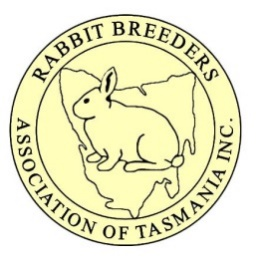 RABBIT BREEDERS
ASSOCIATION OF TASMANIA INC.